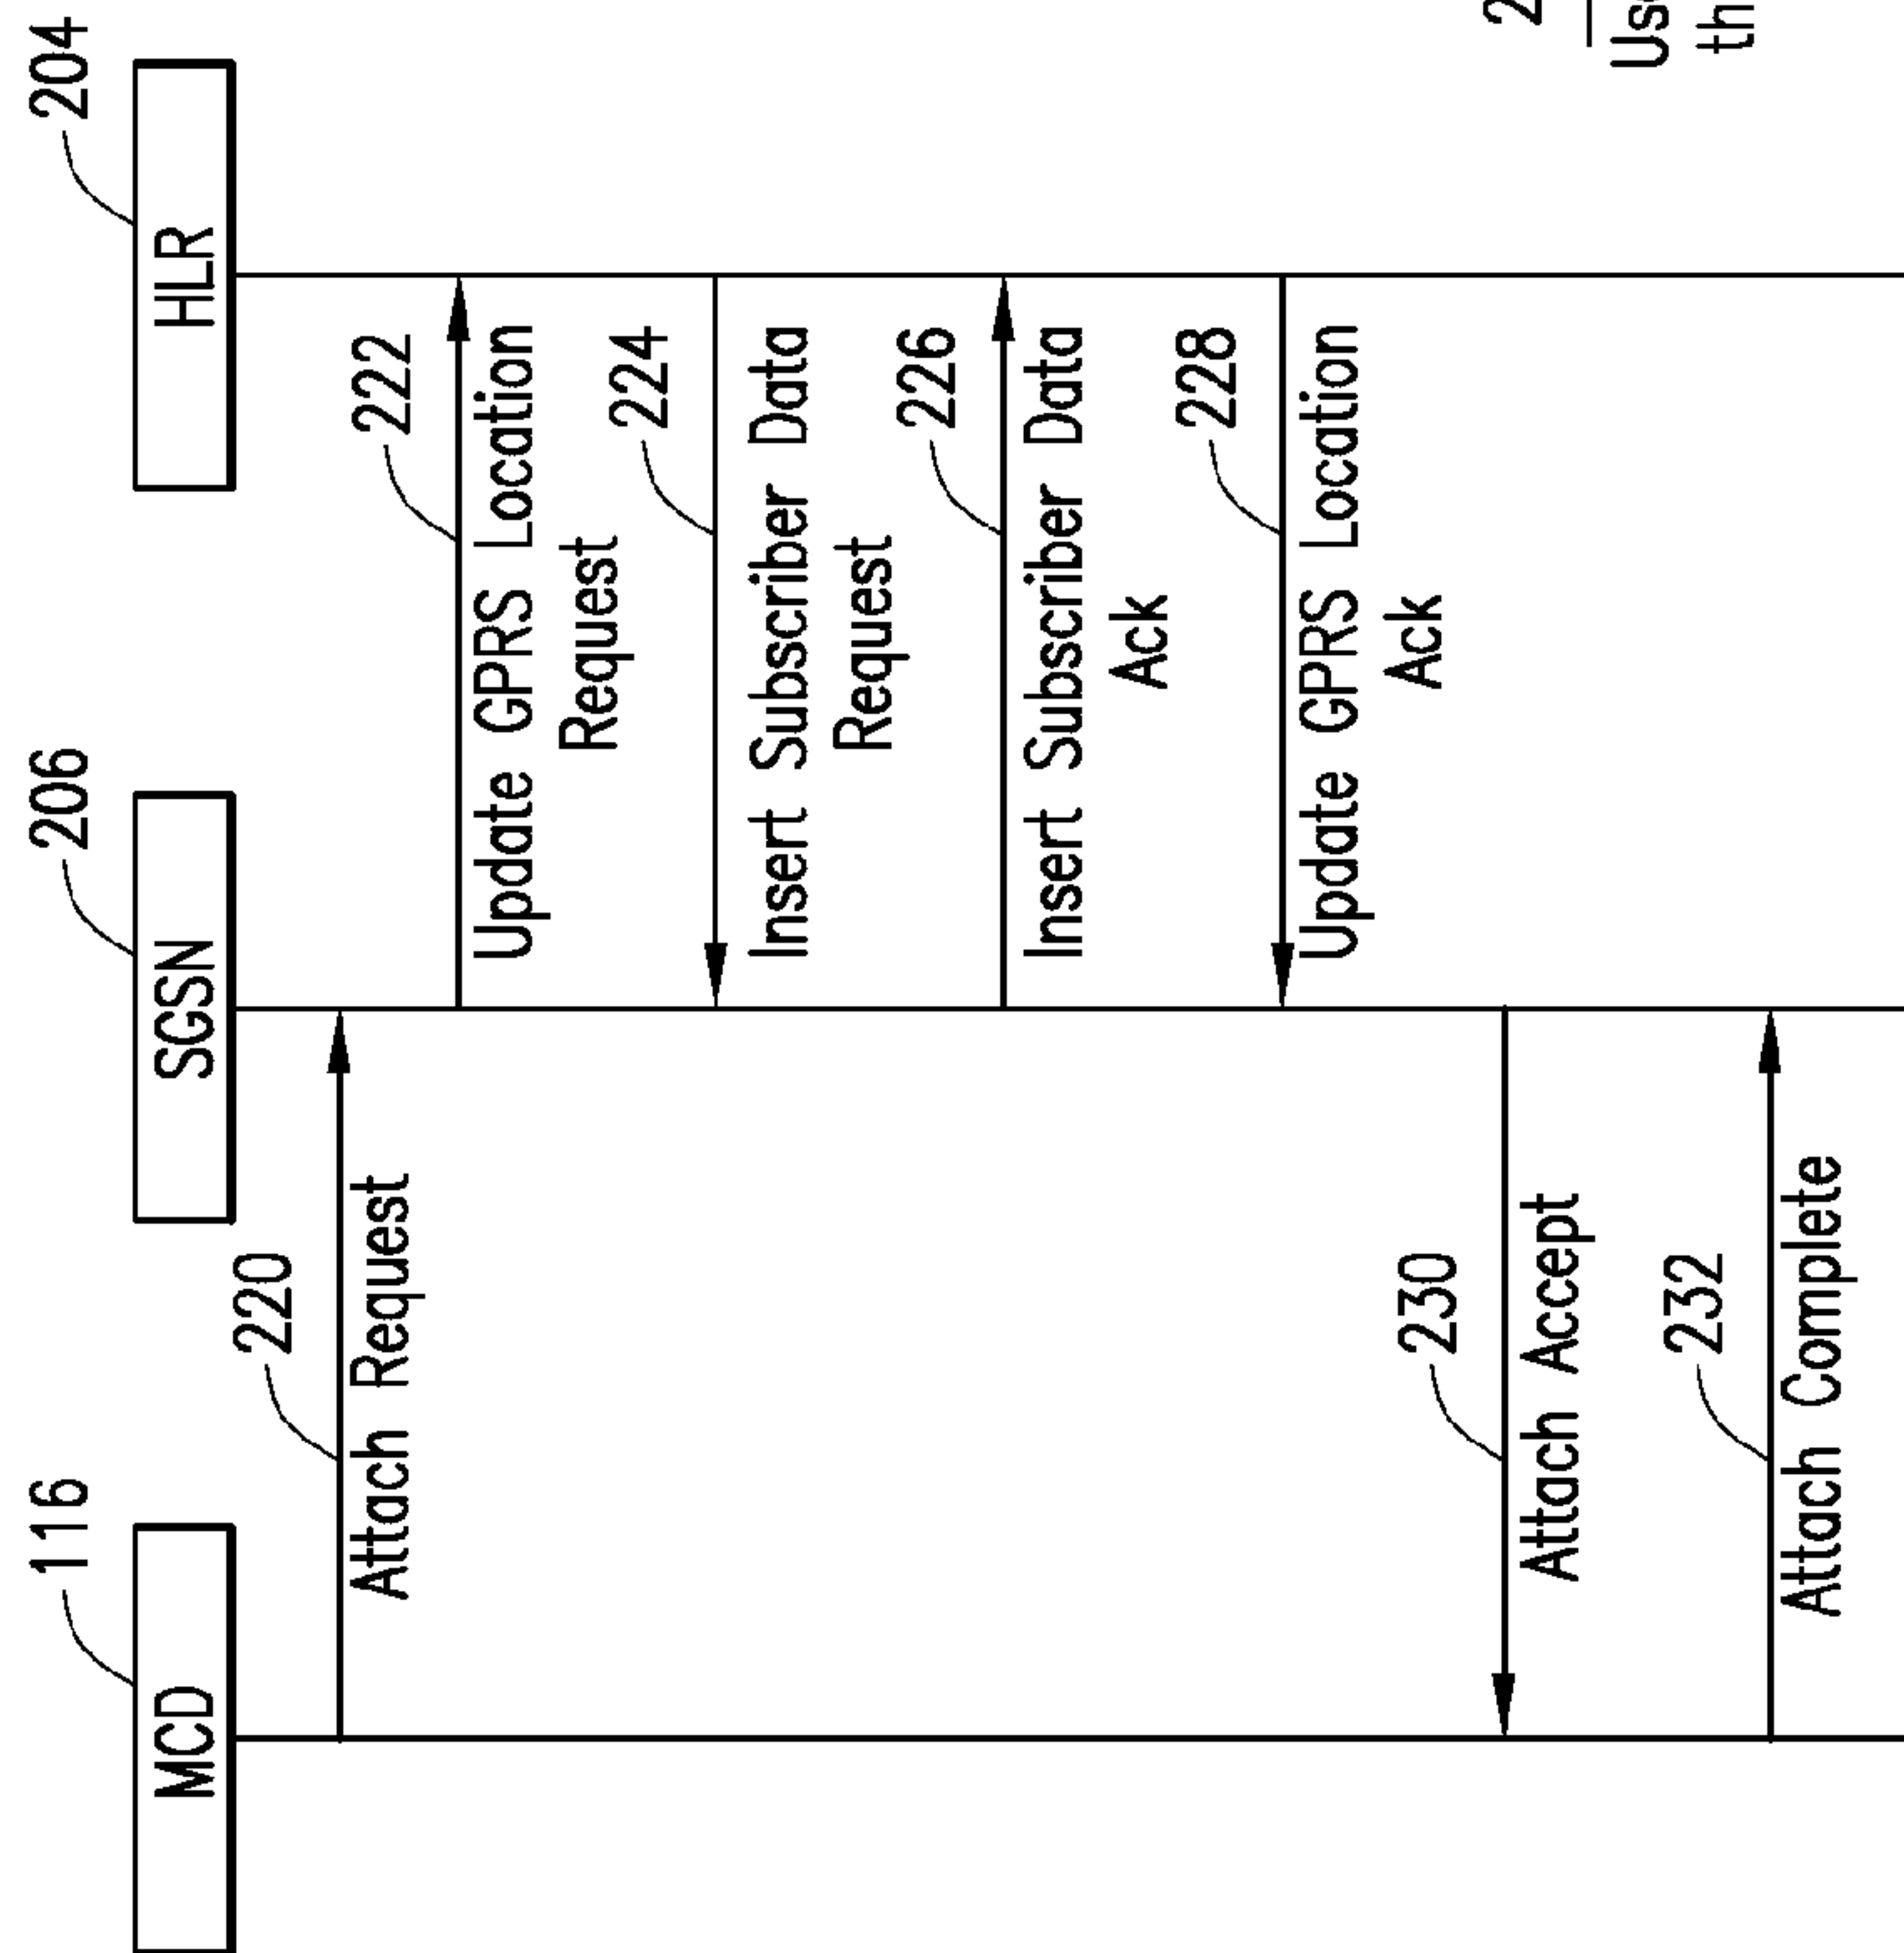 116
MCD
206
SGSN
204
HLR
220
Attach Request
222
Update GPRS Location
Request
224
Insert Subscriber Data
Request
226
Insert Subscriber Data
Ack
228
Update GPRS Location
Ack
230
Attach Accept
232
Attach Complete